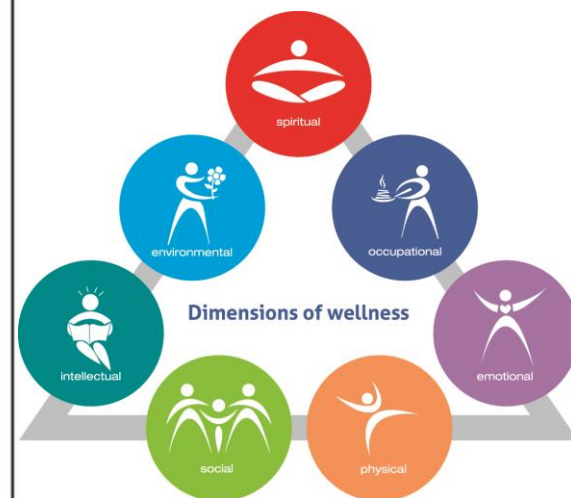 spiritual
environmental
occupational
Dimensions of wellness
intellectual
emotional
social
physical